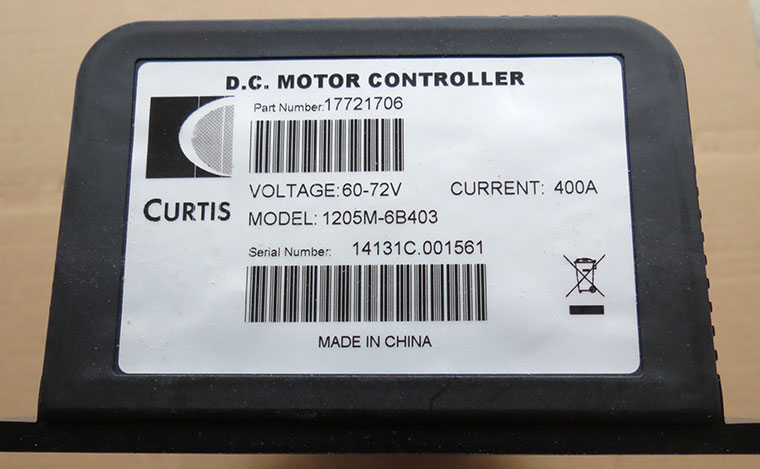 D.C. MOTOR CONTROLLER
Part Number:17721706
VOLTAGE:60-72V CURRENT: 400A
CURTIS
MODEL: 1205M-6B403
Serial Number: 14131C.001561
MADE IN CHINA